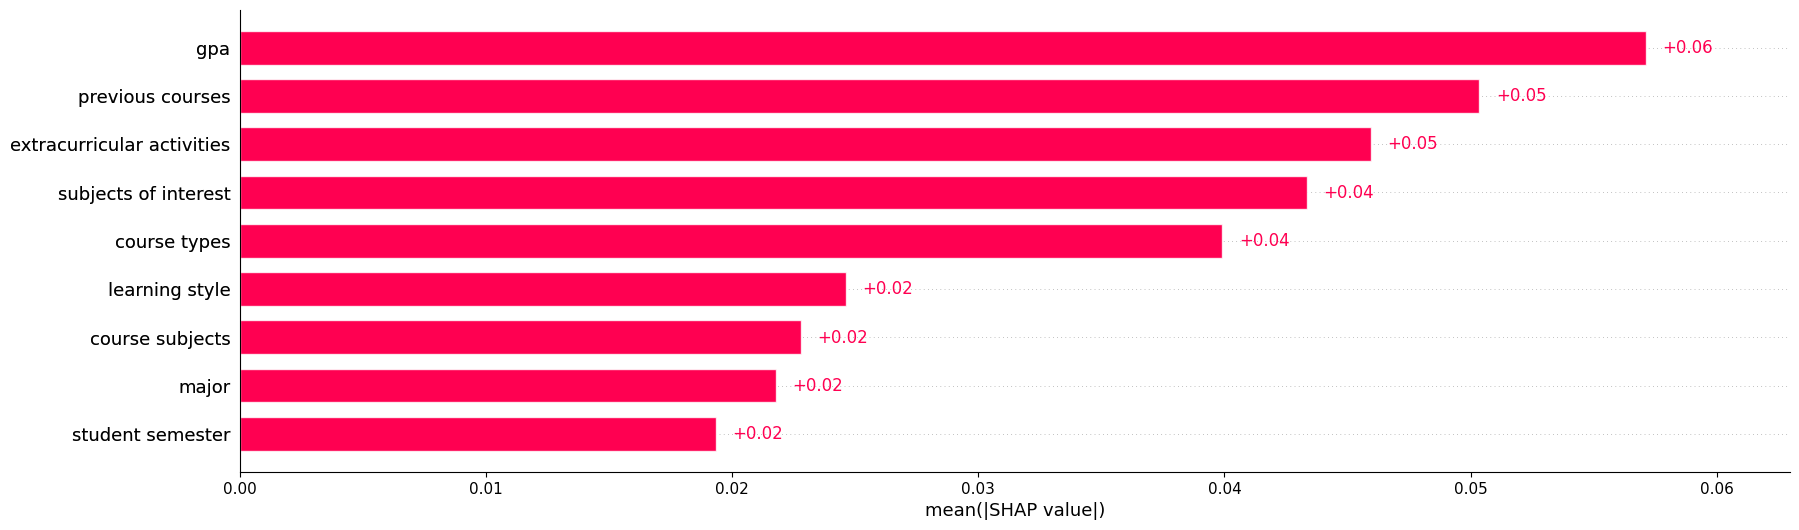 gpa +0.06
previous courses +0.05
extracurricular activities +0.05
subjects of interest +0.04
course types +0.04
learning style +0.02
course subjects +0.02
major +0.02
student semester +0.02
0.00 0.01 0.02 0.03 0.04 0.05 0.06
mean(|SHAP value|)